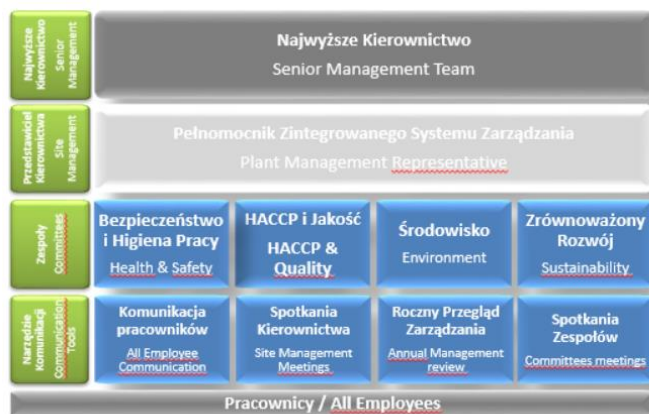 Najwyższe
Kierownictwo
Senior
Management
Najwyższe Kierownictwo
Senior Management Team
Przedstawiciel
Kierownictwa
Site
Management
Pełnomocnik Zintegrowanego Systemu Zarządzania
Plant Management Representative
Zespoły
Committees
Bezpieczeństwo
i Higiena Pracy
Health & Safety
HACCP i Jakość
HACCP &
Quality
Środowisko
Environment
Zrównoważony
Rozwój
Sustainability
Narzędzie
Komunikacji
Communication
Tools
Komunikacja
pracowników
All Employee
Communication
Spotkania
Kierownictwa
Site Management
Meetings
Roczny Przegląd
Zarządzania
Annual Management
review
Spotkania
Zespołów
Committees meetings
Pracownicy / All Employees